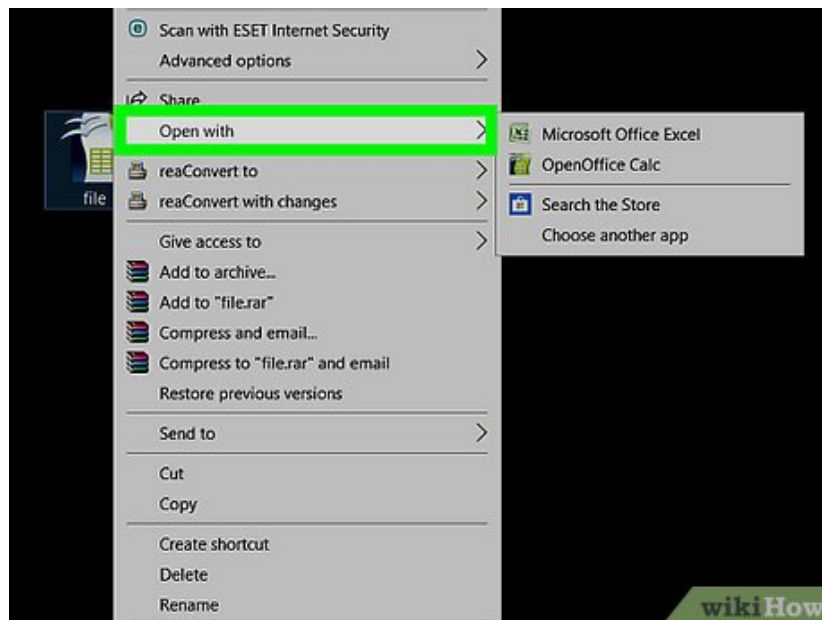 Scan with ESET Internet Security
Advanced options
Share
Open with
file
reaConvert to
reaConvert with changes
Give access to
Add to archive...
Add to "file.rar"
Compress and email...
Compress to "file.rar" and email
Restore previous versions
Send to
Cut
Copy
Create shortcut
Delete
Rename
Microsoft Office Excel
OpenOffice Calc
Search the Store
Choose another app
wikiHow